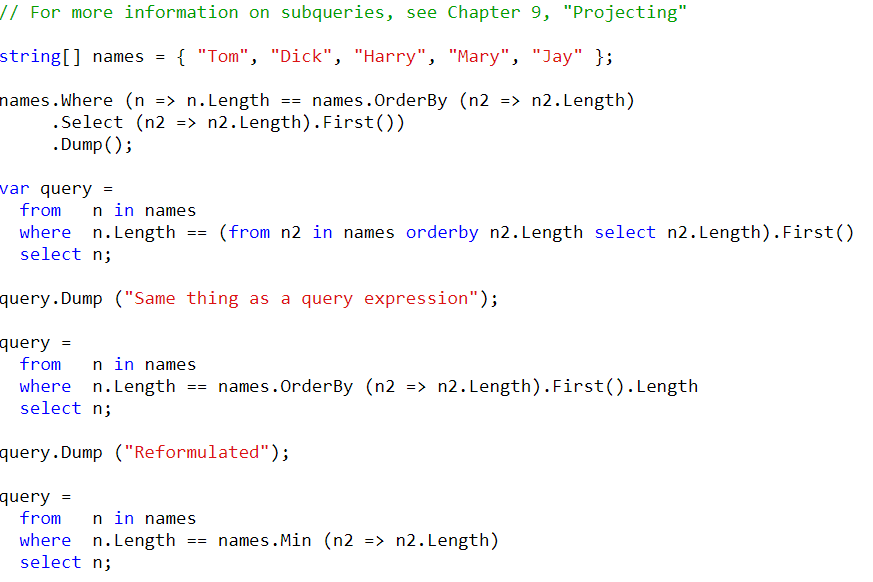 // For more information on subqueries, see Chapter 9, "Projecting"
string[] names = { "Tom", "Dick", "Harry", "Mary", "Jay" };
names.Where (n => n.Length == names.OrderBy (n2 => n2.Length)
.Select (n2 => n2.Length).First())
.Dump();
var query =
from n in names
where n.Length == (from n2 in names orderby n2.Length select n2.Length).First()
select n;
query.Dump ("Same thing as a query expression");
query =
from n in names
where n.Length == names.OrderBy (n2 => n2.Length).First().Length
select n;
query.Dump ("Reformulated");
query =
from n in names
where n.Length == names.Min (n2 => n2.Length)
select n;